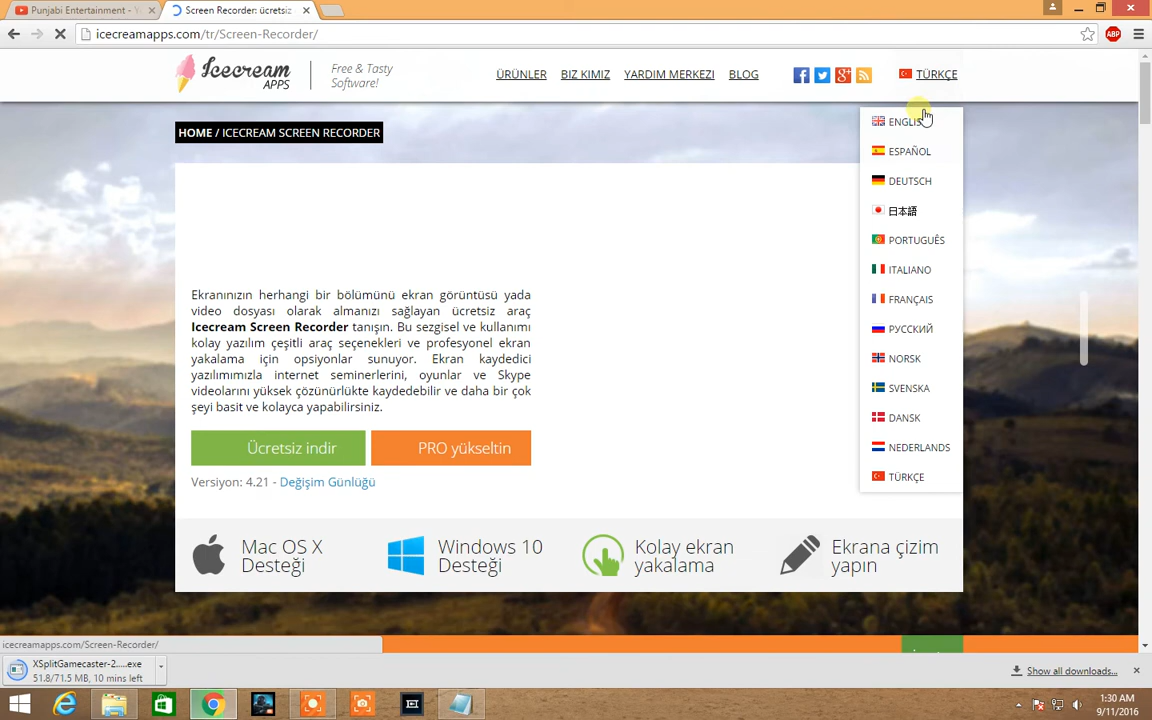 Punjabi Entertainment - Y
Screen Recorder: ücretsiz
icecreamapps.com/tr/Screen-Recorder/
ABP
Icecream
APPS
Free & Tasty
Software!
ÜRÜNLER
BIZ KIMIZ
YARDIM MERKEZI
BLOG
TÜRKÇE
HOME / ICECREAM SCREEN RECORDER
ENGLIS
ESPAÑOL
DEUTSCH
日本語
PORTUGUÊS
ITALIANO
FRANÇAIS
РУССКИЙ
NORSK
SVENSKA
DANSK
NEDERLANDS
TÜRKÇE
Ekranınızın herhangi bir bölümünü ekran görüntüsü yada
video dosyası olarak almanızı sağlayan ücretsiz araç
Icecream Screen Recorder tanışın. Bu sezgisel ve kullanımı
kolay yazılım çeşitli araç seçenekleri ve profesyonel ekran
yakalama için opsiyonlar sunuyor. Ekran kaydedici
yazılımımızla internet seminerlerini, oyunlar ve Skype
videolarını yüksek çözünürlükte kaydedebilir ve daha bir çok
şeyi basit ve kolayca yapabilirsiniz.
Ücretsiz indir
PRO yükseltin
Versiyon: 4.21 - Değişim Günlüğü
Mac OS X
Desteği
Windows 10
Desteği
Kolay ekran
yakalama
Ekrana çizim
yapın
icecreamapps.com/Screen-Recorder/
XSplitGamecaster-2....exe
51.8/71.5 MB, 10 mins left
Show all downloads...
1:30 AM
9/11/2016